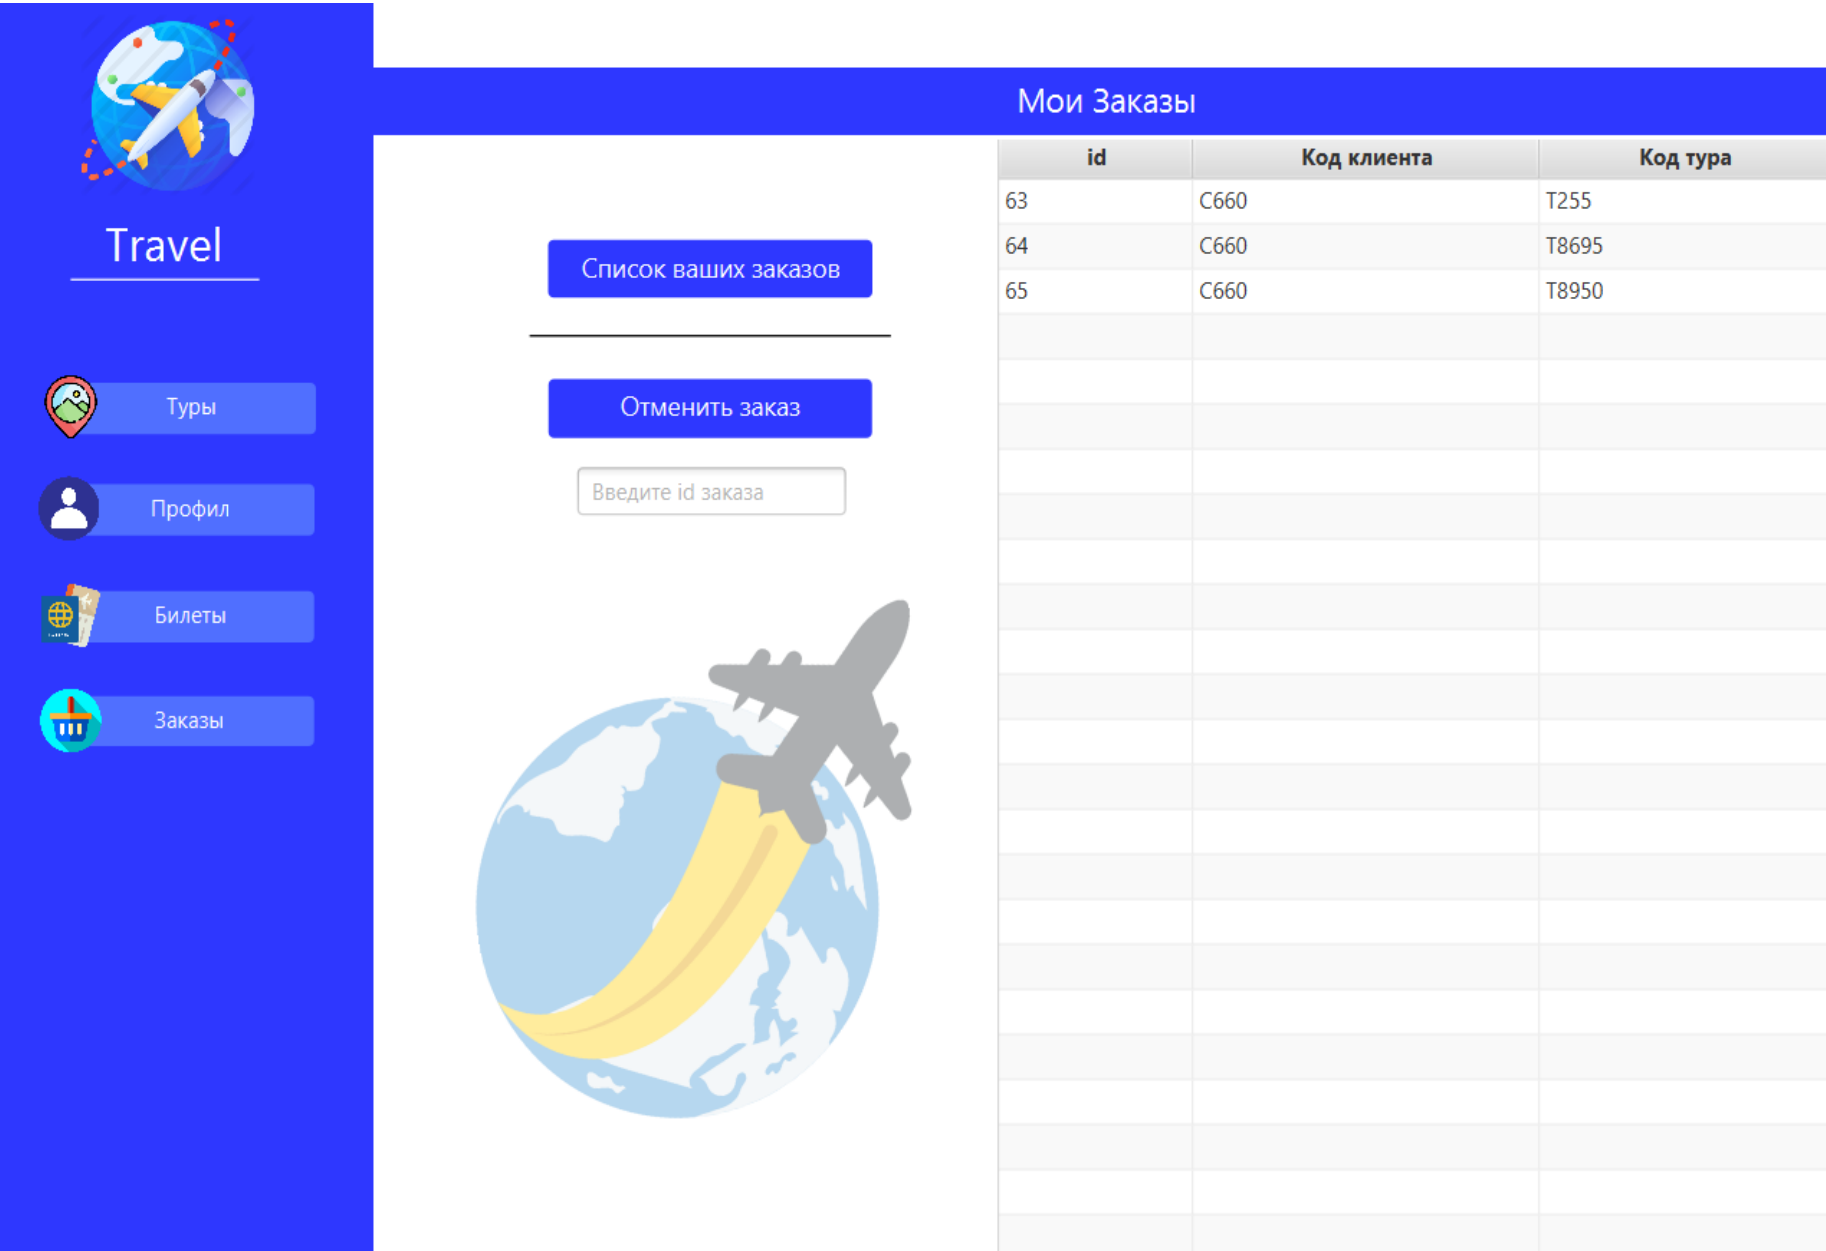 Travel
Туры
Профил
Билеты
Заказы
Мои Заказы
Список ваших заказов
Отменить заказ
Введите id заказа
id Код клиента Код тура
63 C660 T255
64 C660 T8695
65 C660 T8950